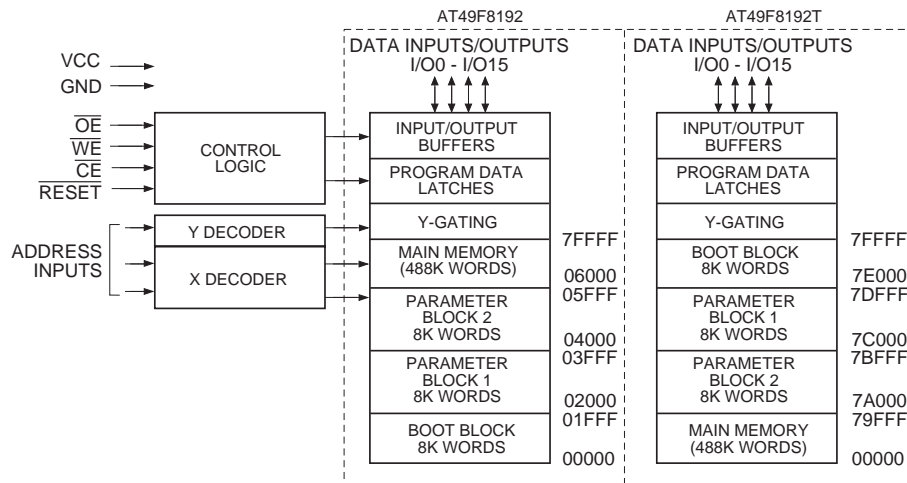 AT49F8192
AT49F8192T
DATA INPUTS/OUTPUTS
I/O0 - I/O15
DATA INPUTS/OUTPUTS
I/O0 - I/O15
VCC
GND
OE
WE
CE
RESET
ADDRESS
INPUTS
CONTROL
LOGIC
Y DECODER
X DECODER
INPUT/OUTPUT
BUFFERS
PROGRAM DATA
LATCHES
Y-GATING
7FFFF
MAIN MEMORY
(488K WORDS)
06000
05FFF
PARAMETER
BLOCK 2
8K WORDS
04000
03FFF
PARAMETER
BLOCK 1
8K WORDS
02000
01FFF
BOOT BLOCK
8K WORDS
00000
INPUT/OUTPUT
BUFFERS
PROGRAM DATA
LATCHES
Y-GATING
7FFFF
BOOT BLOCK
8K WORDS
7E000
7DFFF
PARAMETER
BLOCK 1
8K WORDS
7C000
7BFFF
PARAMETER
BLOCK 2
8K WORDS
7A000
79FFF
MAIN MEMORY
(488K WORDS)
00000